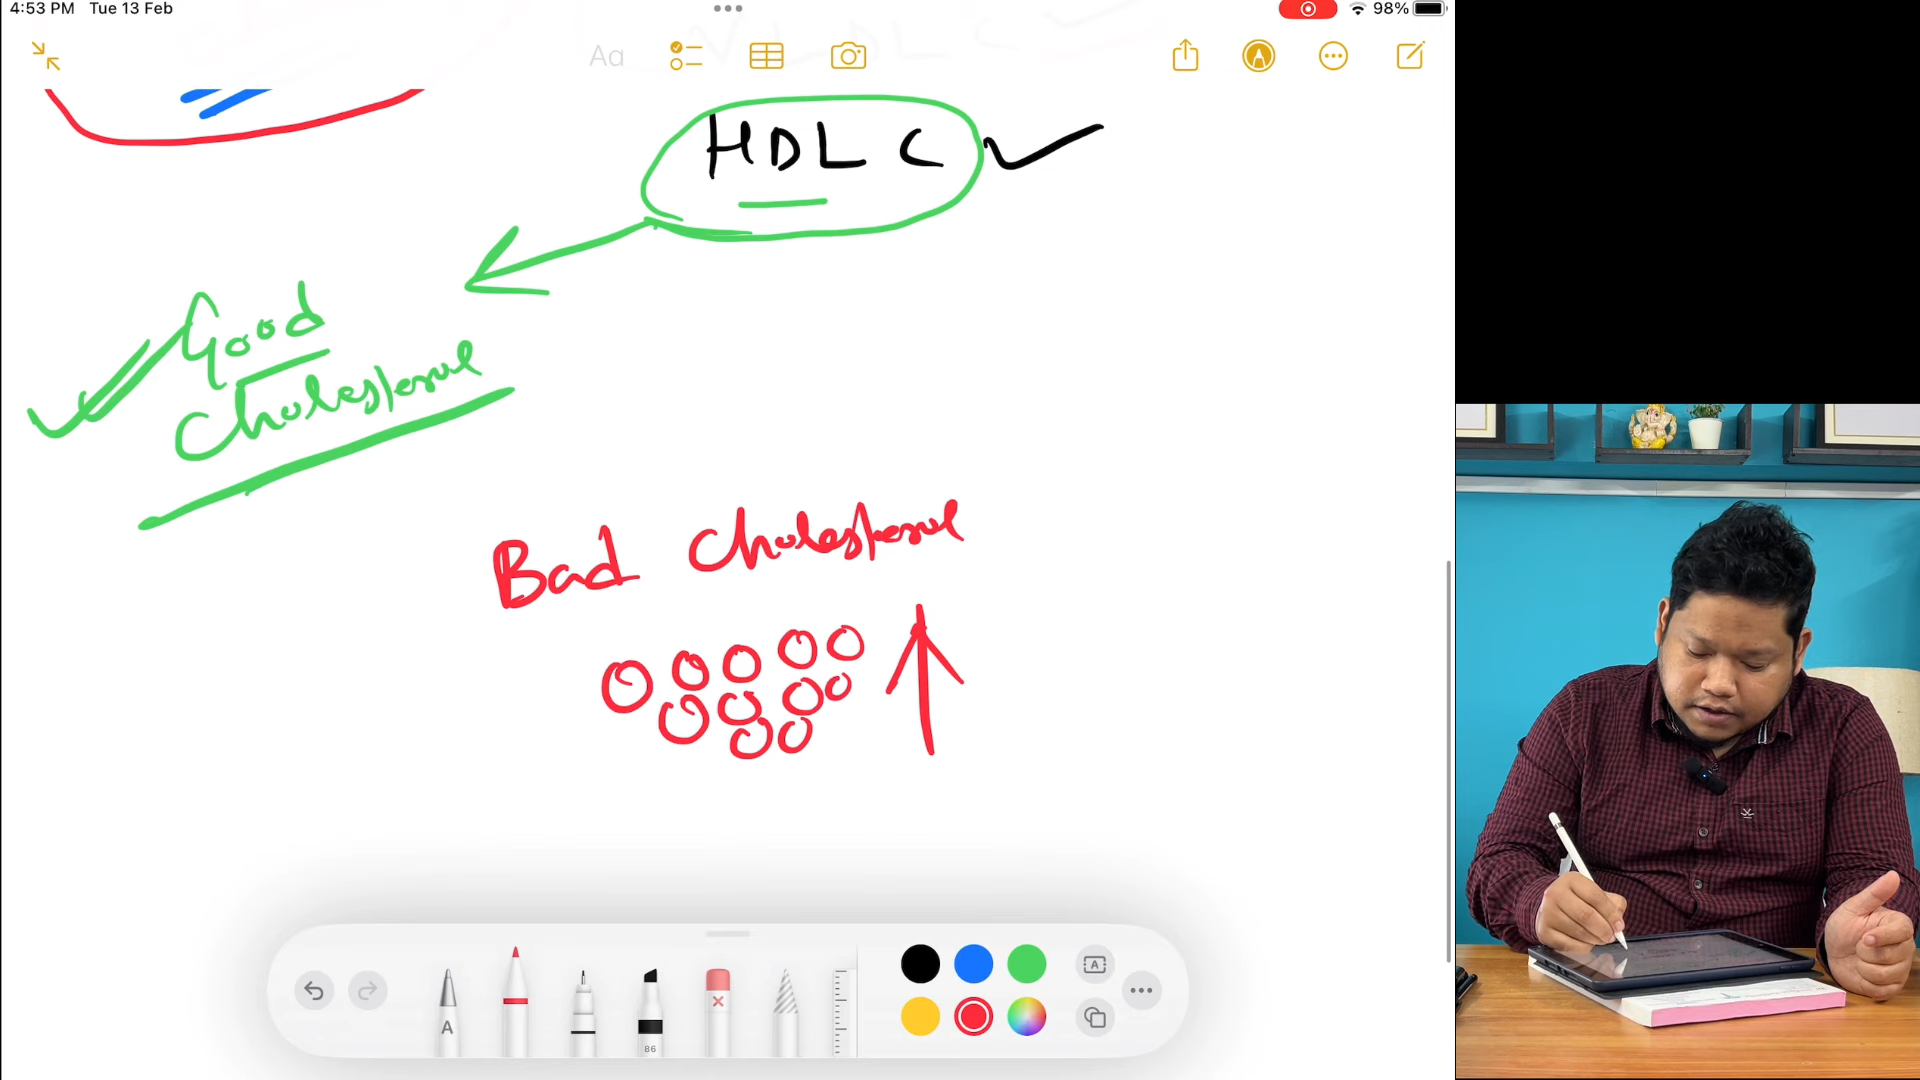 4:53 PM Tue 13 Feb
98%
Aa
HDL C
Good
Cholesterol
Bad Cholesterol
A
86
A